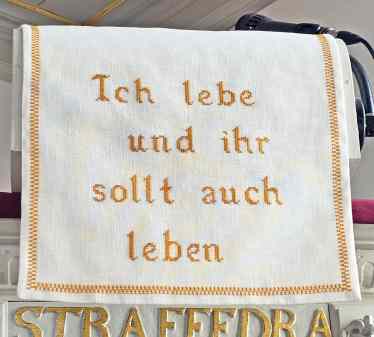 Ich lebe
und ihr
sollt auch
leben